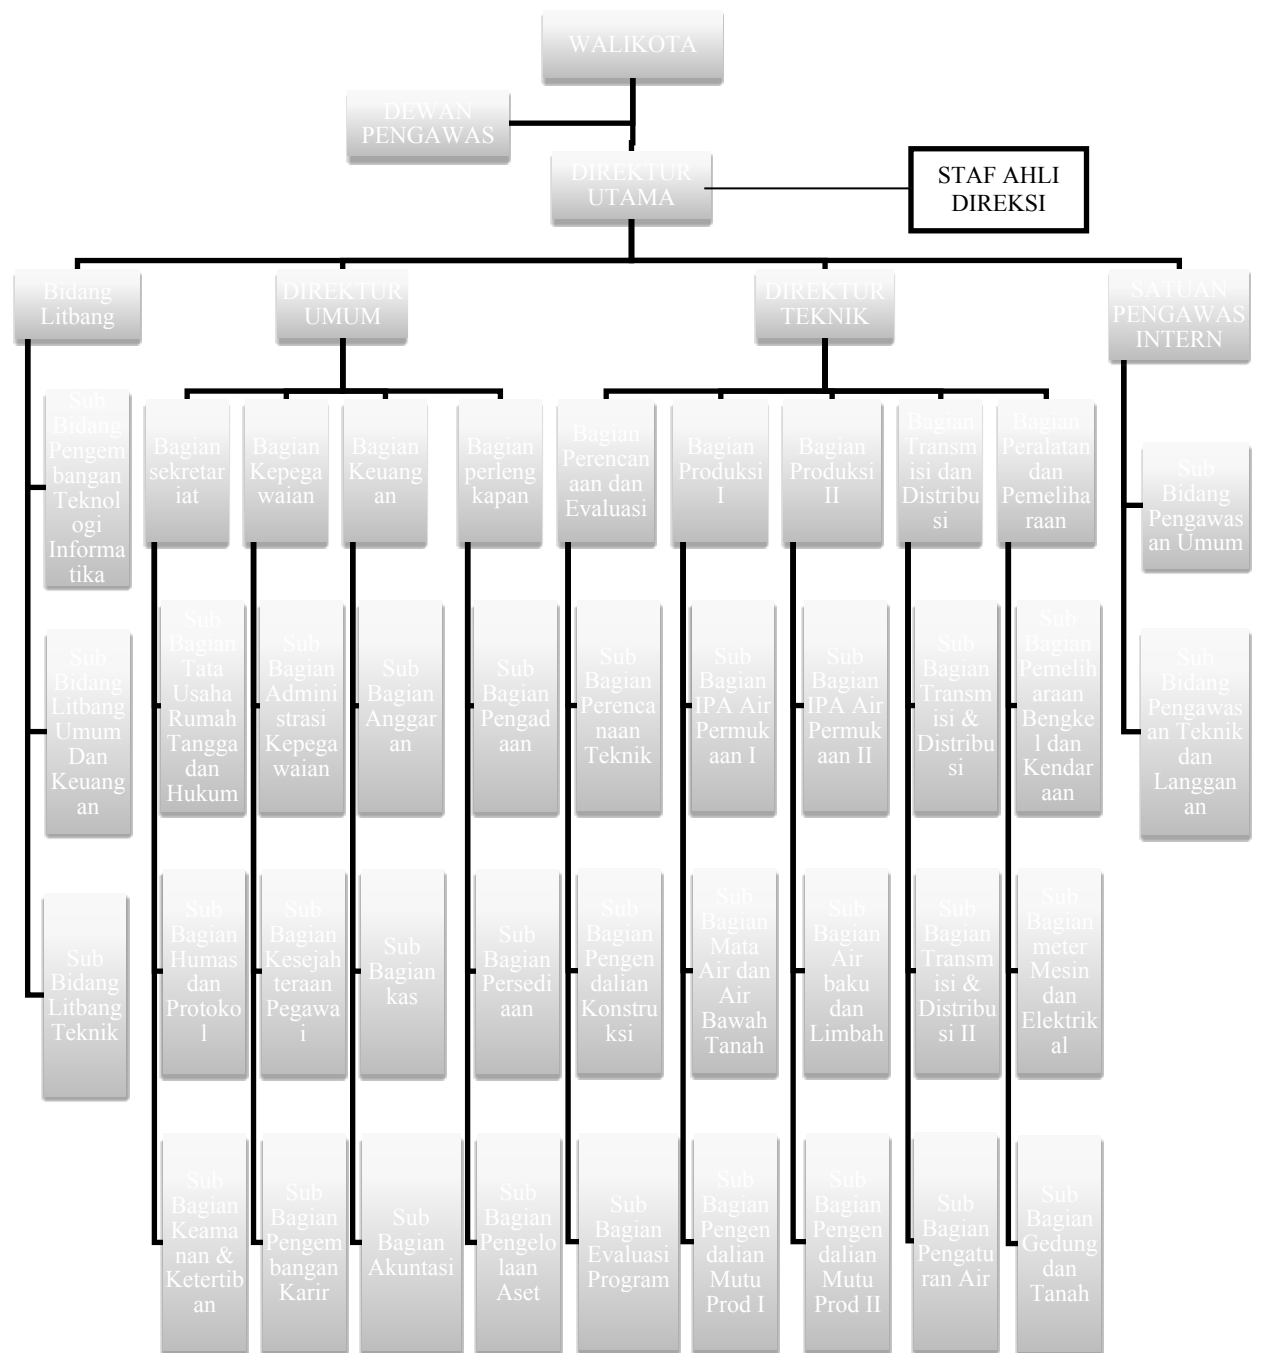 WALIKOTA
DEWAN
PENGAWAS
DIREKTUR
UTAMA
STAF AHLI
DIREKSI
Bidang
Litbang
DIREKTUR
UMUM
DIREKTUR
TEKNIK
SATUAN
PENGAWAS
INTERN
Sub
Bidang
Pengem
bangan
Teknol
ogi
Informa
tika
Bagian
sekretar
iat
Bagian
Kepega
waian
Bagian
Keuang
an
Bagian
perleng
kapan
Bagian
Perencan
aan dan
Evaluasi
Bagian
Produksi
I
Bagian
Produksi
II
Bagian
Transm
isi dan
Distribu
si
Bagian
Peralatan
dan
Pemeliha
raan
Sub
Bidang
Pengawas
an Umum
Sub
Bidang
Litbang
Umum
Dan
Keuang
an
Sub
Bagian
Tata
Usaha
Rumah
Tangga
dan
Hukum
Sub
Bagian
Admini
strasi
Kepega
waian
Sub
Bagian
Anggar
an
Sub
Bagian
Pengad
aan
Sub
Bagian
Perenca
naan
Teknik
Sub
Bagian
IPA Air
Permuk
aan I
Sub
Bagian
IPA Air
Permuk
aan II
Sub
Bagian
Transm
isi &
Distribu
si
Sub
Bagian
Pemelih
araan
Bengke
l dan
Kendar
aan
Sub
Bidang
Pengawas
an Teknik
dan
Langgan
an
Sub
Bidang
Litbang
Teknik
Sub
Bagian
Humas
dan
Protoko
l
Sub
Bagian
Kesejah
teraan
Pegawa
i
Sub
Bagian
kas
Sub
Bagian
Persedi
aan
Sub
Bagian
Pengen
dalian
Konstru
ksi
Sub
Bagian
Mata
Air dan
Air
Bawah
Tanah
Sub
Bagian
Air
baku
dan
Limbah
Sub
Bagian
Transm
isi &
Distribu
si II
Sub
Bagian
meter
Mesin
dan
Elektrik
al
Sub
Bagian
Keama
nan &
Ketertib
an
Sub
Bagian
Pengem
bangan
Karir
Sub
Bagian
Akuntasi
Sub
Bagian
Pengelo
laan
Aset
Sub
Bagian
Evaluasi
Program
Sub
Bagian
Pengen
dalian
Mutu
Prod I
Sub
Bagian
Pengen
dalian
Mutu
Prod II
Sub
Bagian
Pengatu
ran Air
Sub
Bagian
Gedung
dan
Tanah